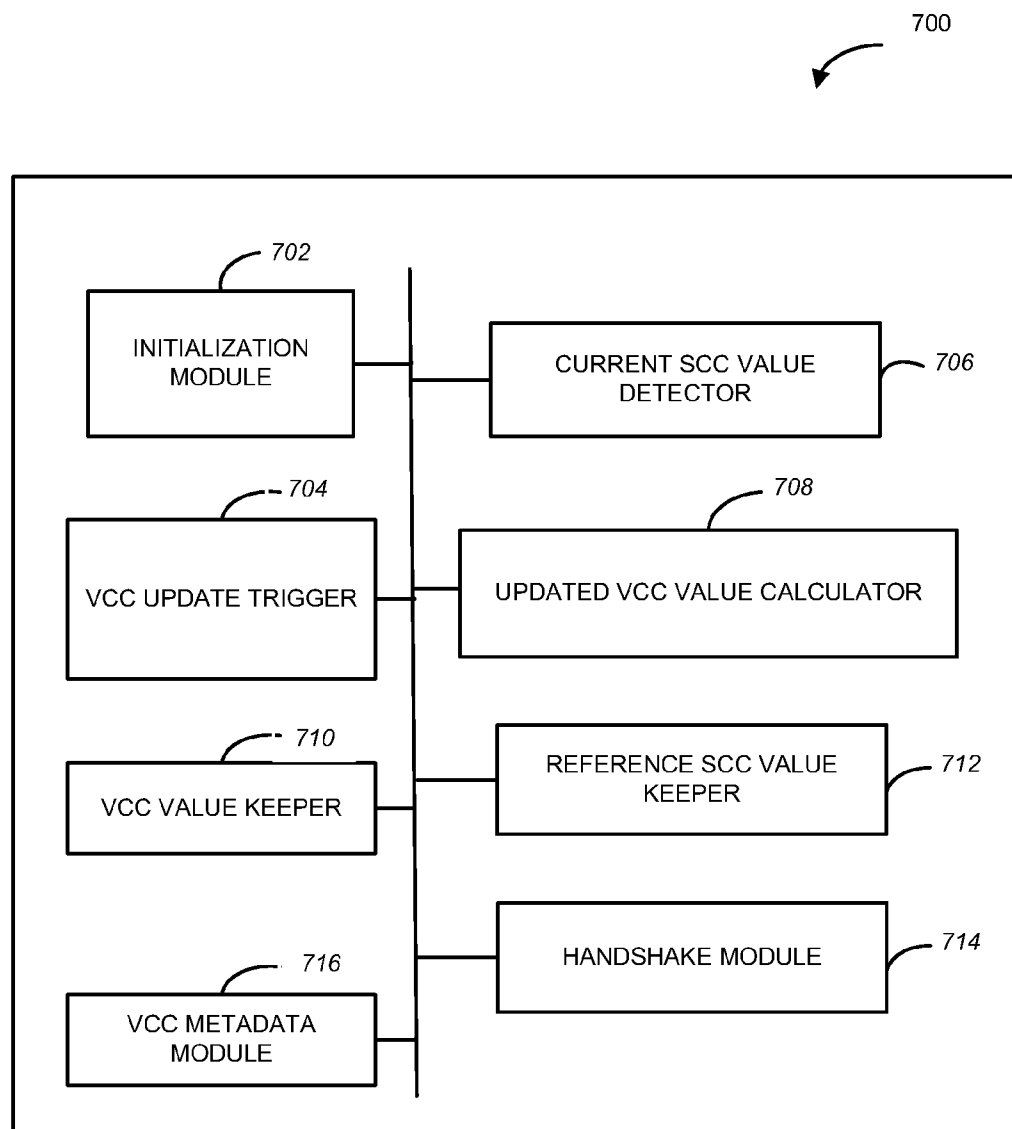 700
702
INITIALIZATION
MODULE
CURRENT SCC VALUE
DETECTOR
706
704
VCC UPDATE TRIGGER
708
UPDATED VCC VALUE CALCULATOR
710
VCC VALUE KEEPER
REFERENCE SCC VALUE
KEEPER
712
716
VCC METADATA
MODULE
HANDSHAKE MODULE
714